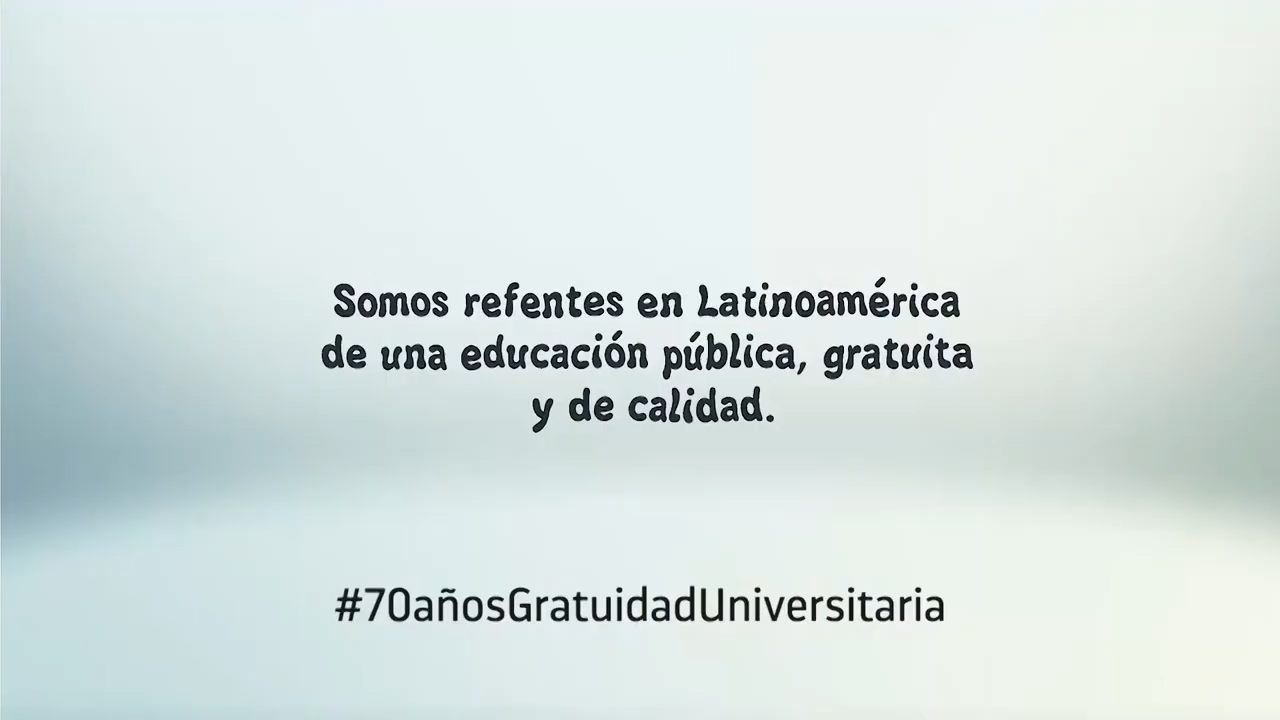 Somos refentes en Latinoamérica
de una educación pública, gratuita
y de calidad.
#70añosGratuidadUniversitaria